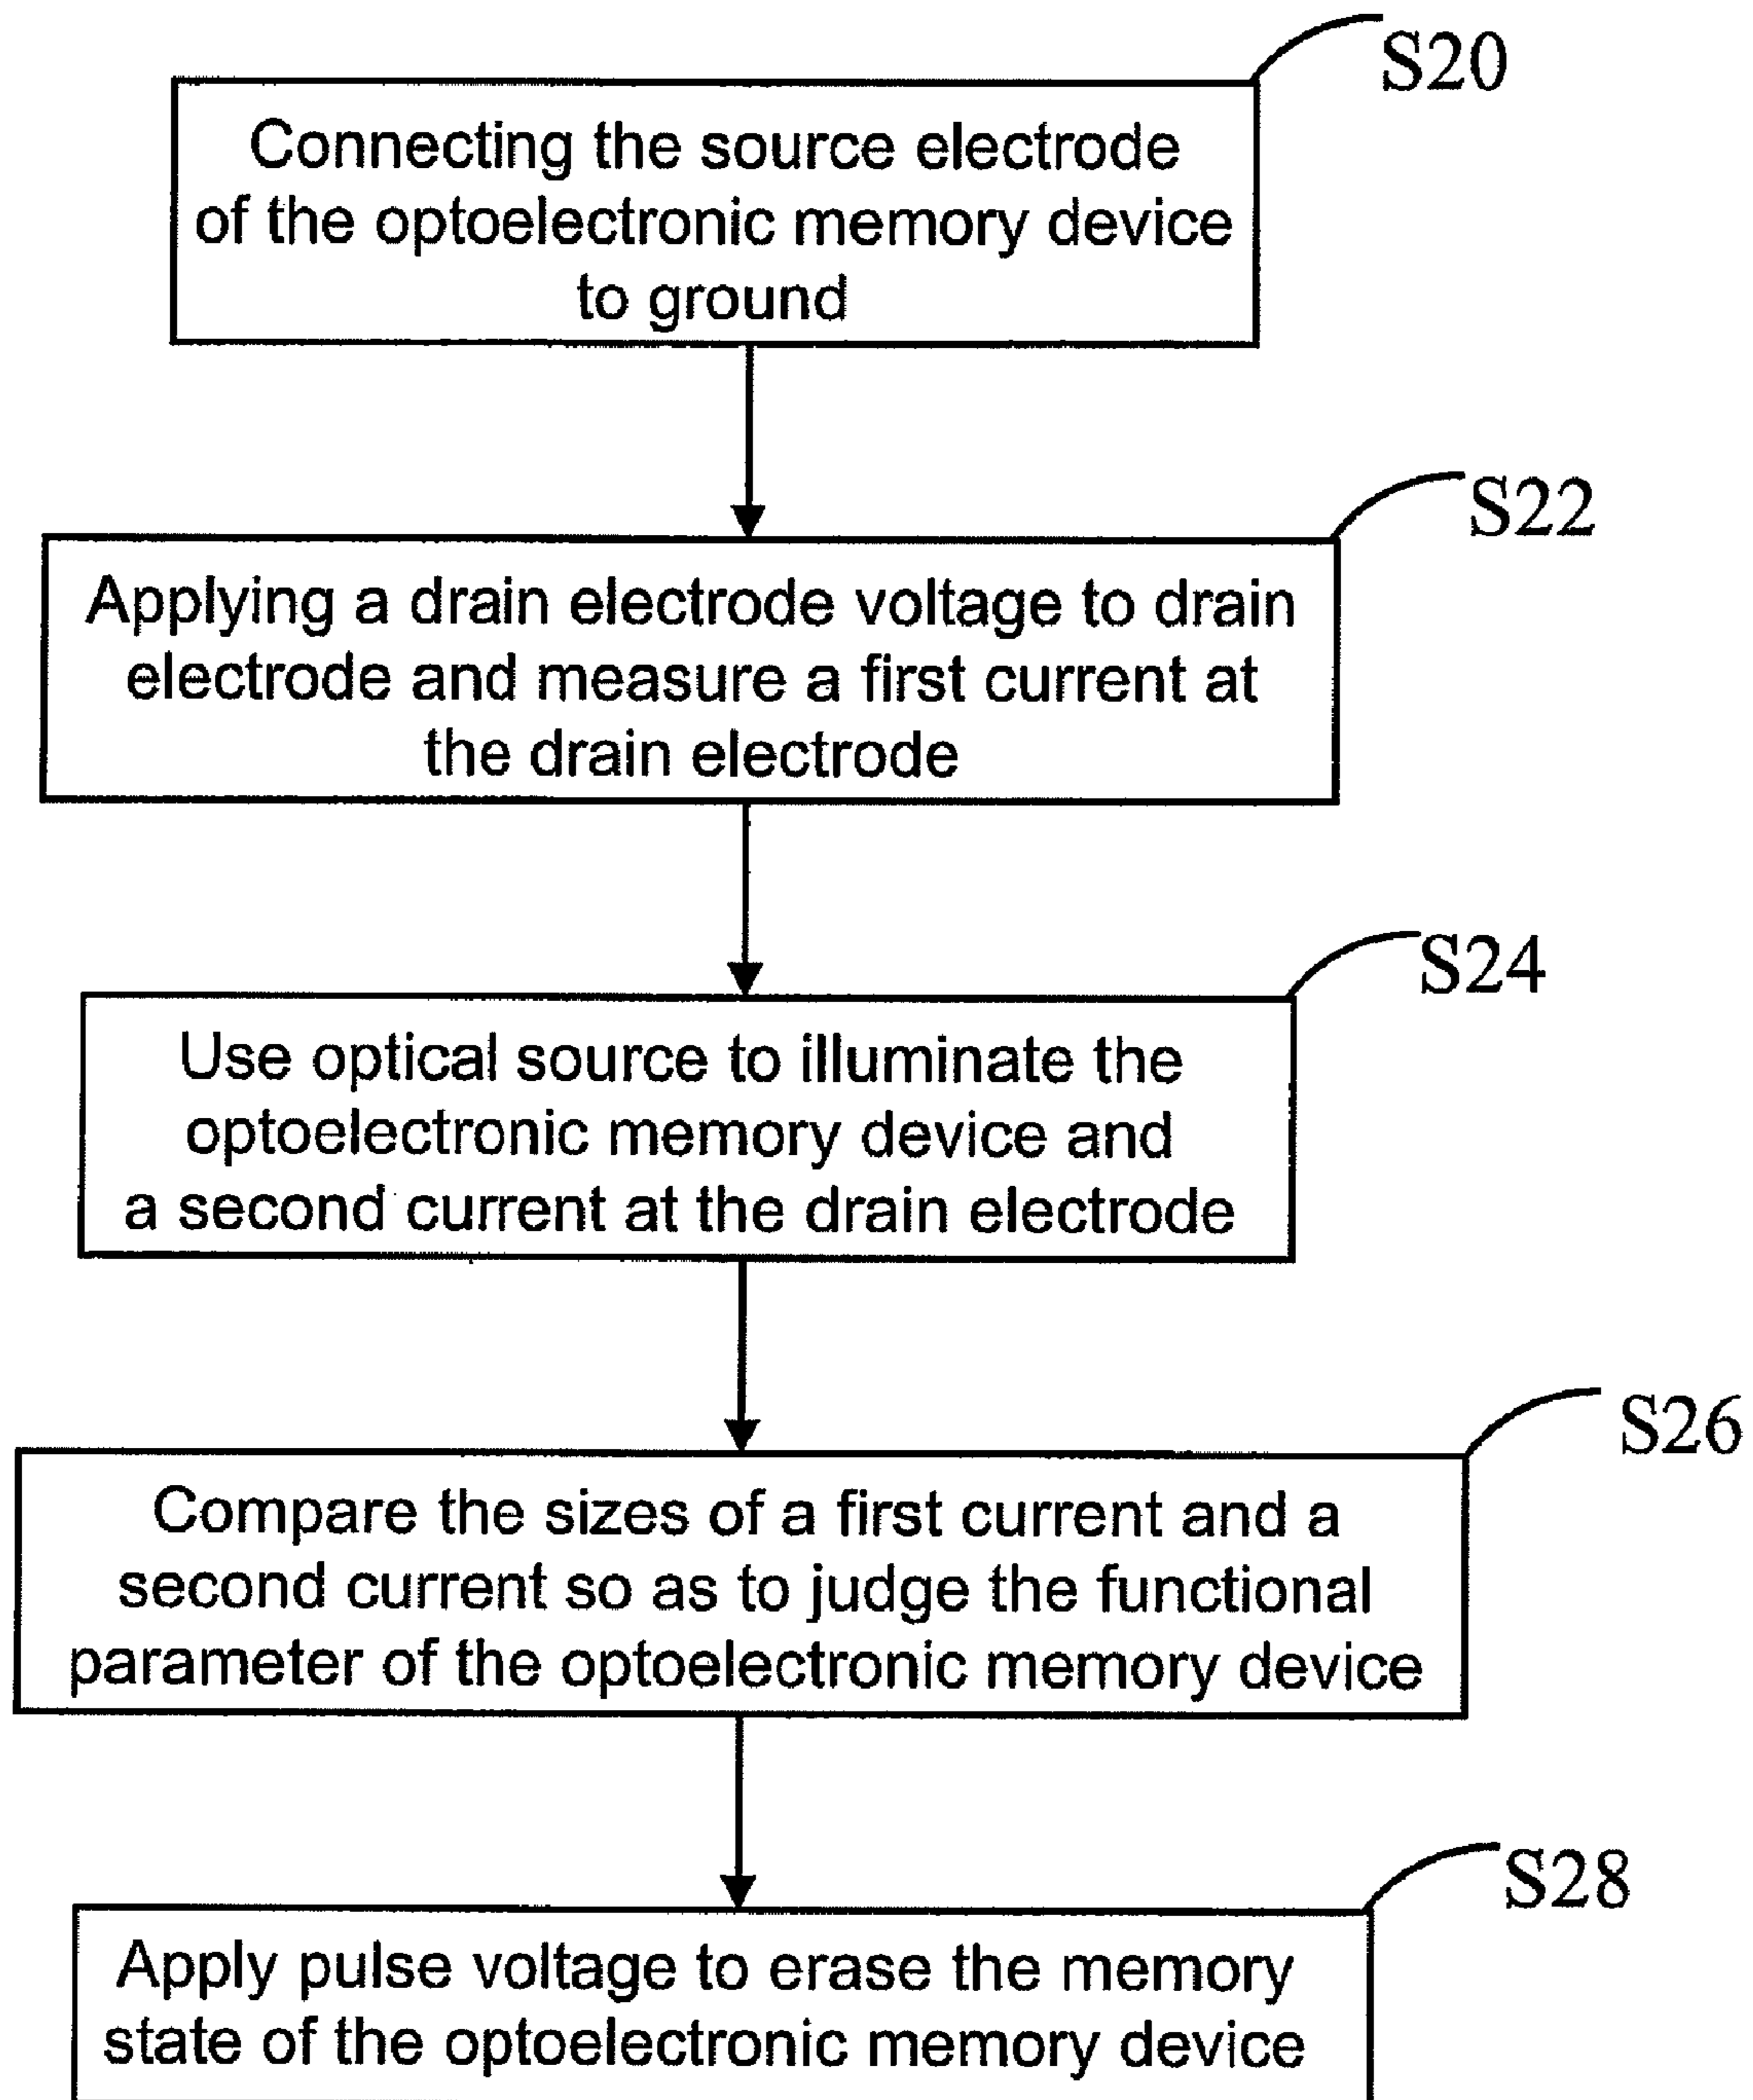 S20
Connecting the source electrode
of the optoelectronic memory device
to ground
S22
Applying a drain electrode voltage to drain
electrode and measure a first current at
the drain electrode
S24
Use optical source to illuminate the
optoelectronic memory device and
a second current at the drain electrode
S26
Compare the sizes of a first current and a
second current so as to judge the functional
parameter of the optoelectronic memory device
S28
Apply pulse voltage to erase the memory
state of the optoelectronic memory device